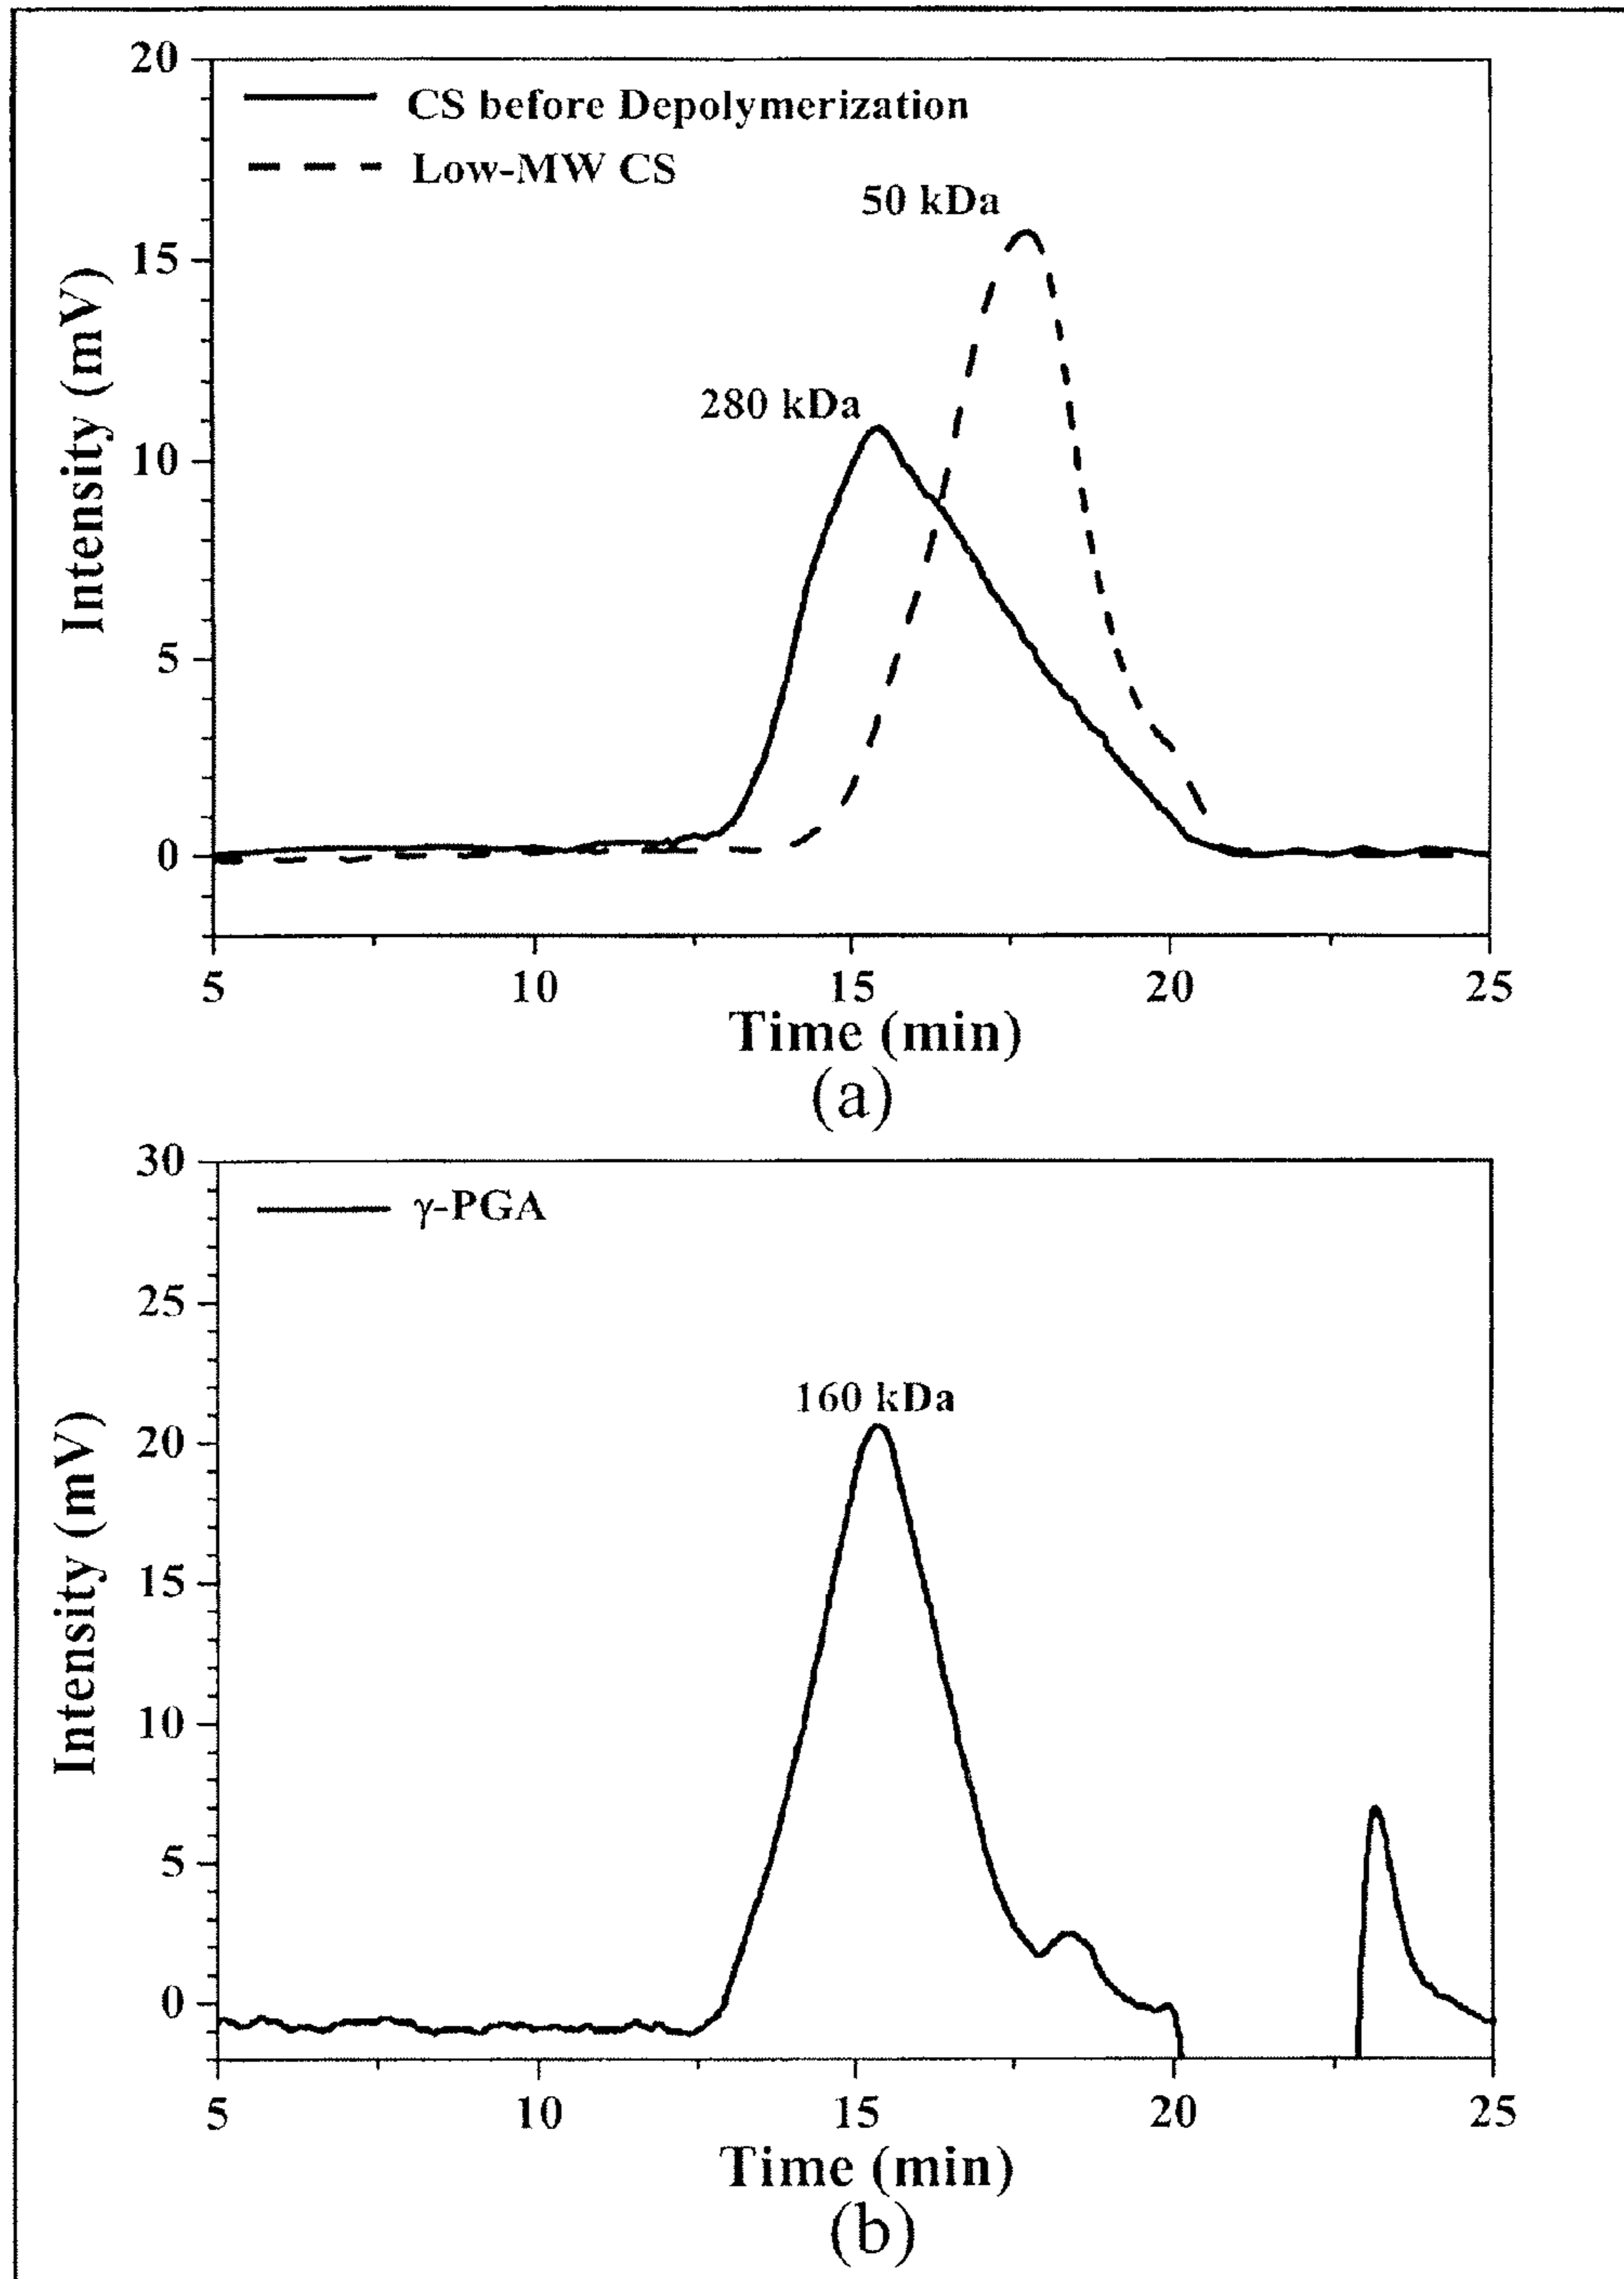 20
CS before Depolymerization
Low-MW CS
50 kDa
15
280 kDa
10
5
0
Intensity (mV)
5 10 15 20 25
Time (min)
(a)
30
γ-PGA
25
160 kDa
20
15
10
5
0
Intensity (mV)
5 10 15 20 25
Time (min)
(b)